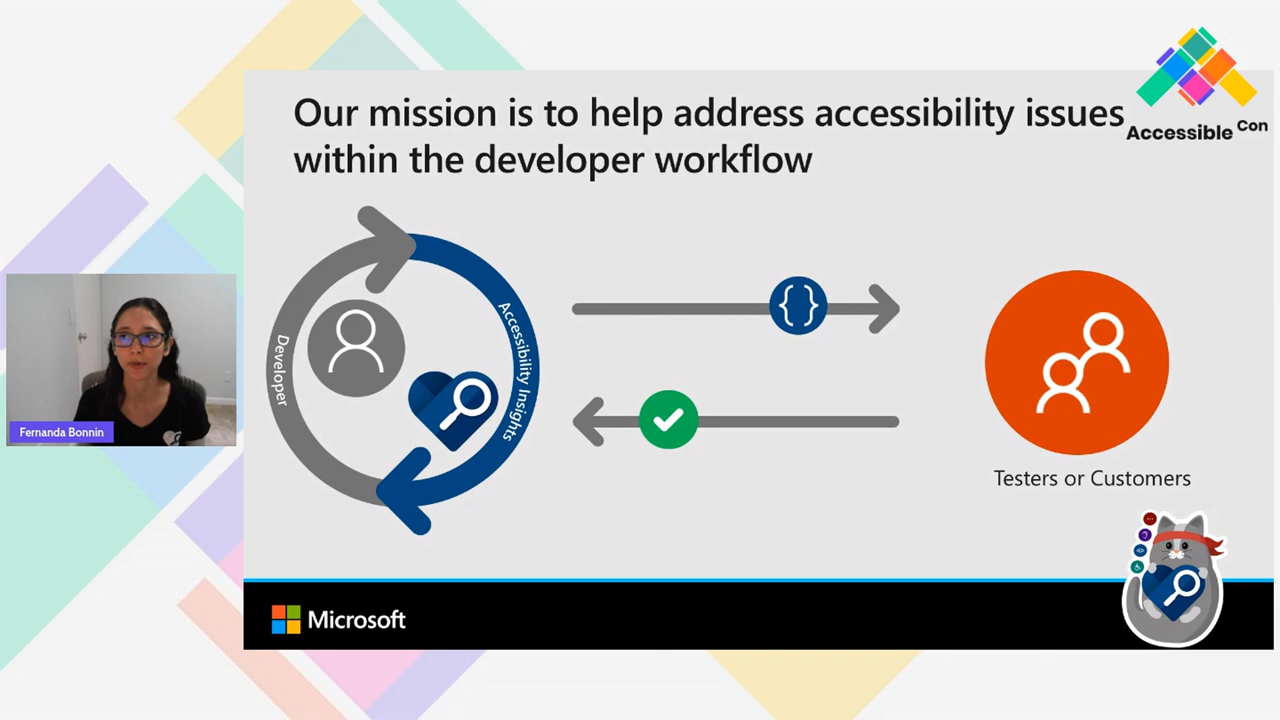 Our mission is to help address accessibility issues
within the developer workflow
Accessible Con
Developer
Accessibility Insights
{}
Testers or Customers
Fernanda Bonnin
Microsoft